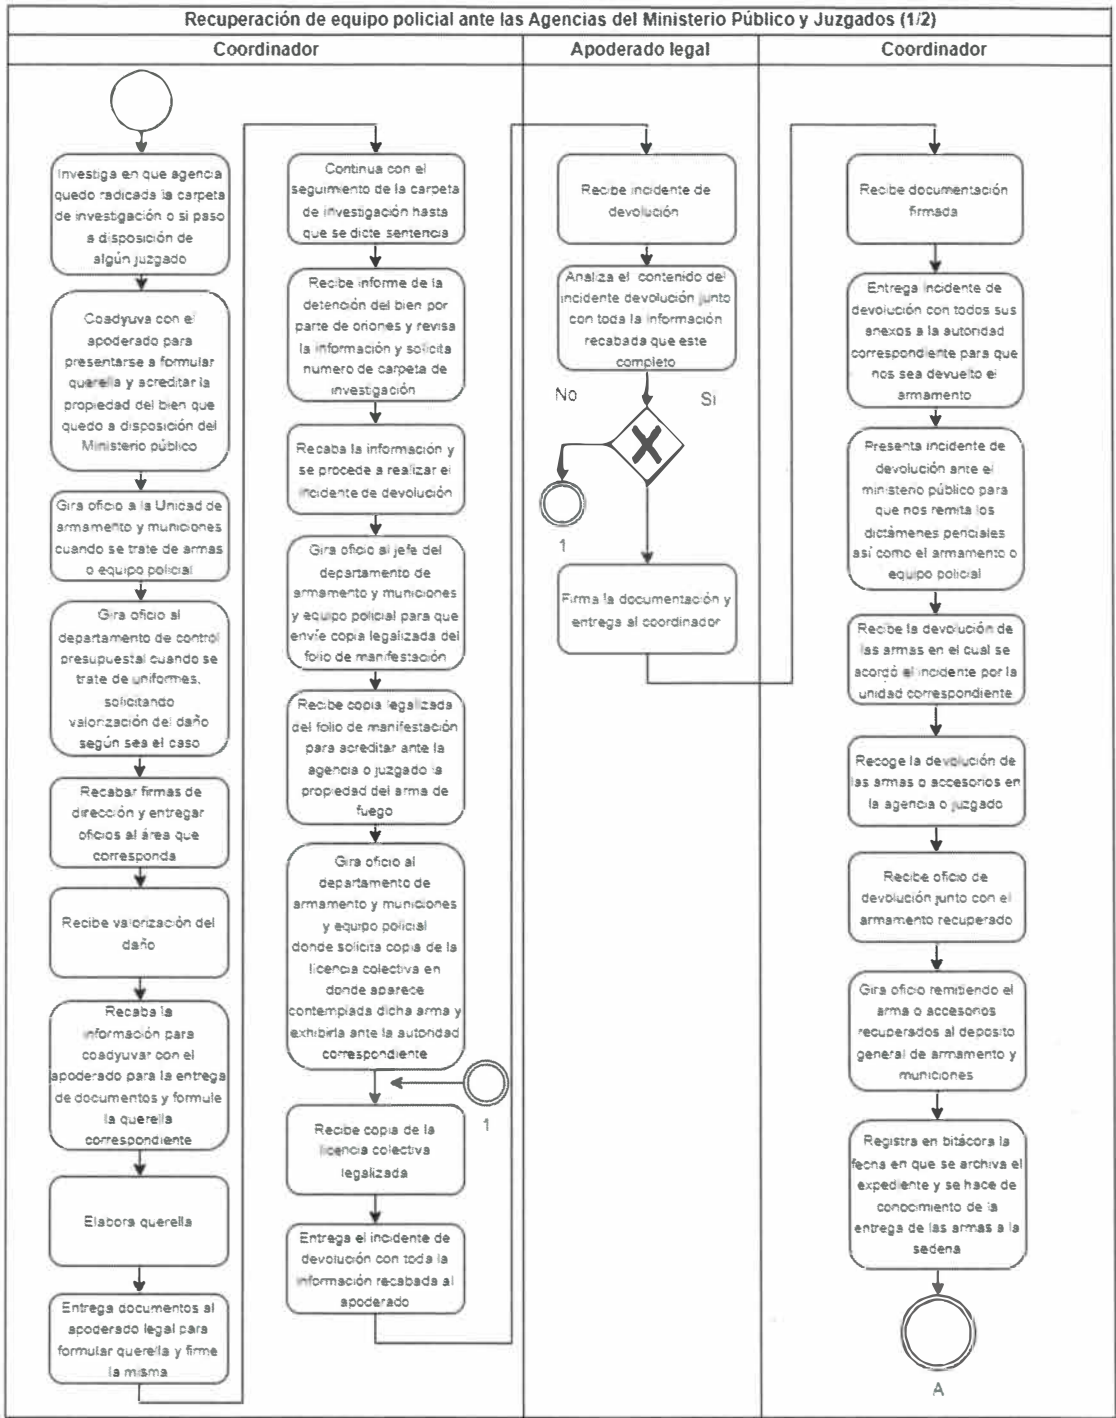 Recuperación de equipo policial ante las Agencias del Ministerio Público y Juzgados (1/2)
Coordinador
Apoderado legal
Coordinador
Investiga en que agencia
quedo radicada la carpeta
de investigación o si paso
a disposición de
algún juzgado
Coadyuva con el
apoderado para
presentarse a formular
querella y acreditar la
propiedad del bien que
quedo a disposición del
Ministerio público
Gira oficio a la Unidad de
armamento y municiones
cuando se trate de armas
o equipo policial
Gira oficio al
departamento de control
presupuestal cuando se
trate de uniformes,
solicitando
valorización del daño
según sea el caso
Recabar firmas de
dirección y entregar
oficios al área que
corresponda
Recibe valorización del
daño
Recaba la
información para
coadyuvar con el
apoderado para la entrega
de documentos y formule
la querella
correspondiente
Elabora querella
Entrega documentos al
apoderado legal para
formular querella y firme
la misma
Continua con el
seguimiento de la carpeta
de investigación hasta
que se dicte sentencia
Recibe informe de la
detención del bien por
parte de oriones y revisa
la información y solicita
numero de carpeta de
investigación
Recaba la información y
se procede a realizar el
incidente de devolución
Gira oficio al jefe del
departamento de
armamento y municiones
y equipo policial para que
envíe copia legalizada del
folio de manifestación
Recibe copia legalizada
del folio de manifestación
para acreditar ante la
agencia o juzgado la
propiedad del arma de
fuego
Gira oficio al
departamento de
armamento y municiones
y equipo policial
donde solicita copia de la
licencia colectiva en
donde aparece
contemplada dicha arma y
exhibirla ante la autoridad
correspondiente
1
Recibe copia de la
licencia colectiva
legalizada
Entrega el incidente de
devolución con toda la
información recabada al
apoderado
Recibe incidente de
devolución
Analiza el contenido del
incidente devolución junto
con toda la información
recabada que este
completo
No
Si
1
Firma la documentación y
entrega al coordinador
Recibe documentación
firmada
Entrega incidente de
devolución con todos sus
anexos a la autoridad
correspondiente para que
nos sea devuelto el
armamento
Presenta incidente de
devolución ante el
ministerio público para
que nos remita los
dictámenes periciales
así como el armamento o
equipo policial
Recibe la devolución de
las armas en el cual se
acordó el incidente por la
unidad correspondiente
Recoge la devolución de
las armas o accesorios en
la agencia o juzgado
Recibe oficio de
devolución junto con el
armamento recuperado
Gira oficio remitiendo el
arma o accesorios
recuperados al deposito
general de armamento y
municiones
Registra en bitácora la
fecha en que se archiva el
expediente y se hace de
conocimiento de la
entrega de las armas a la
sedena
A